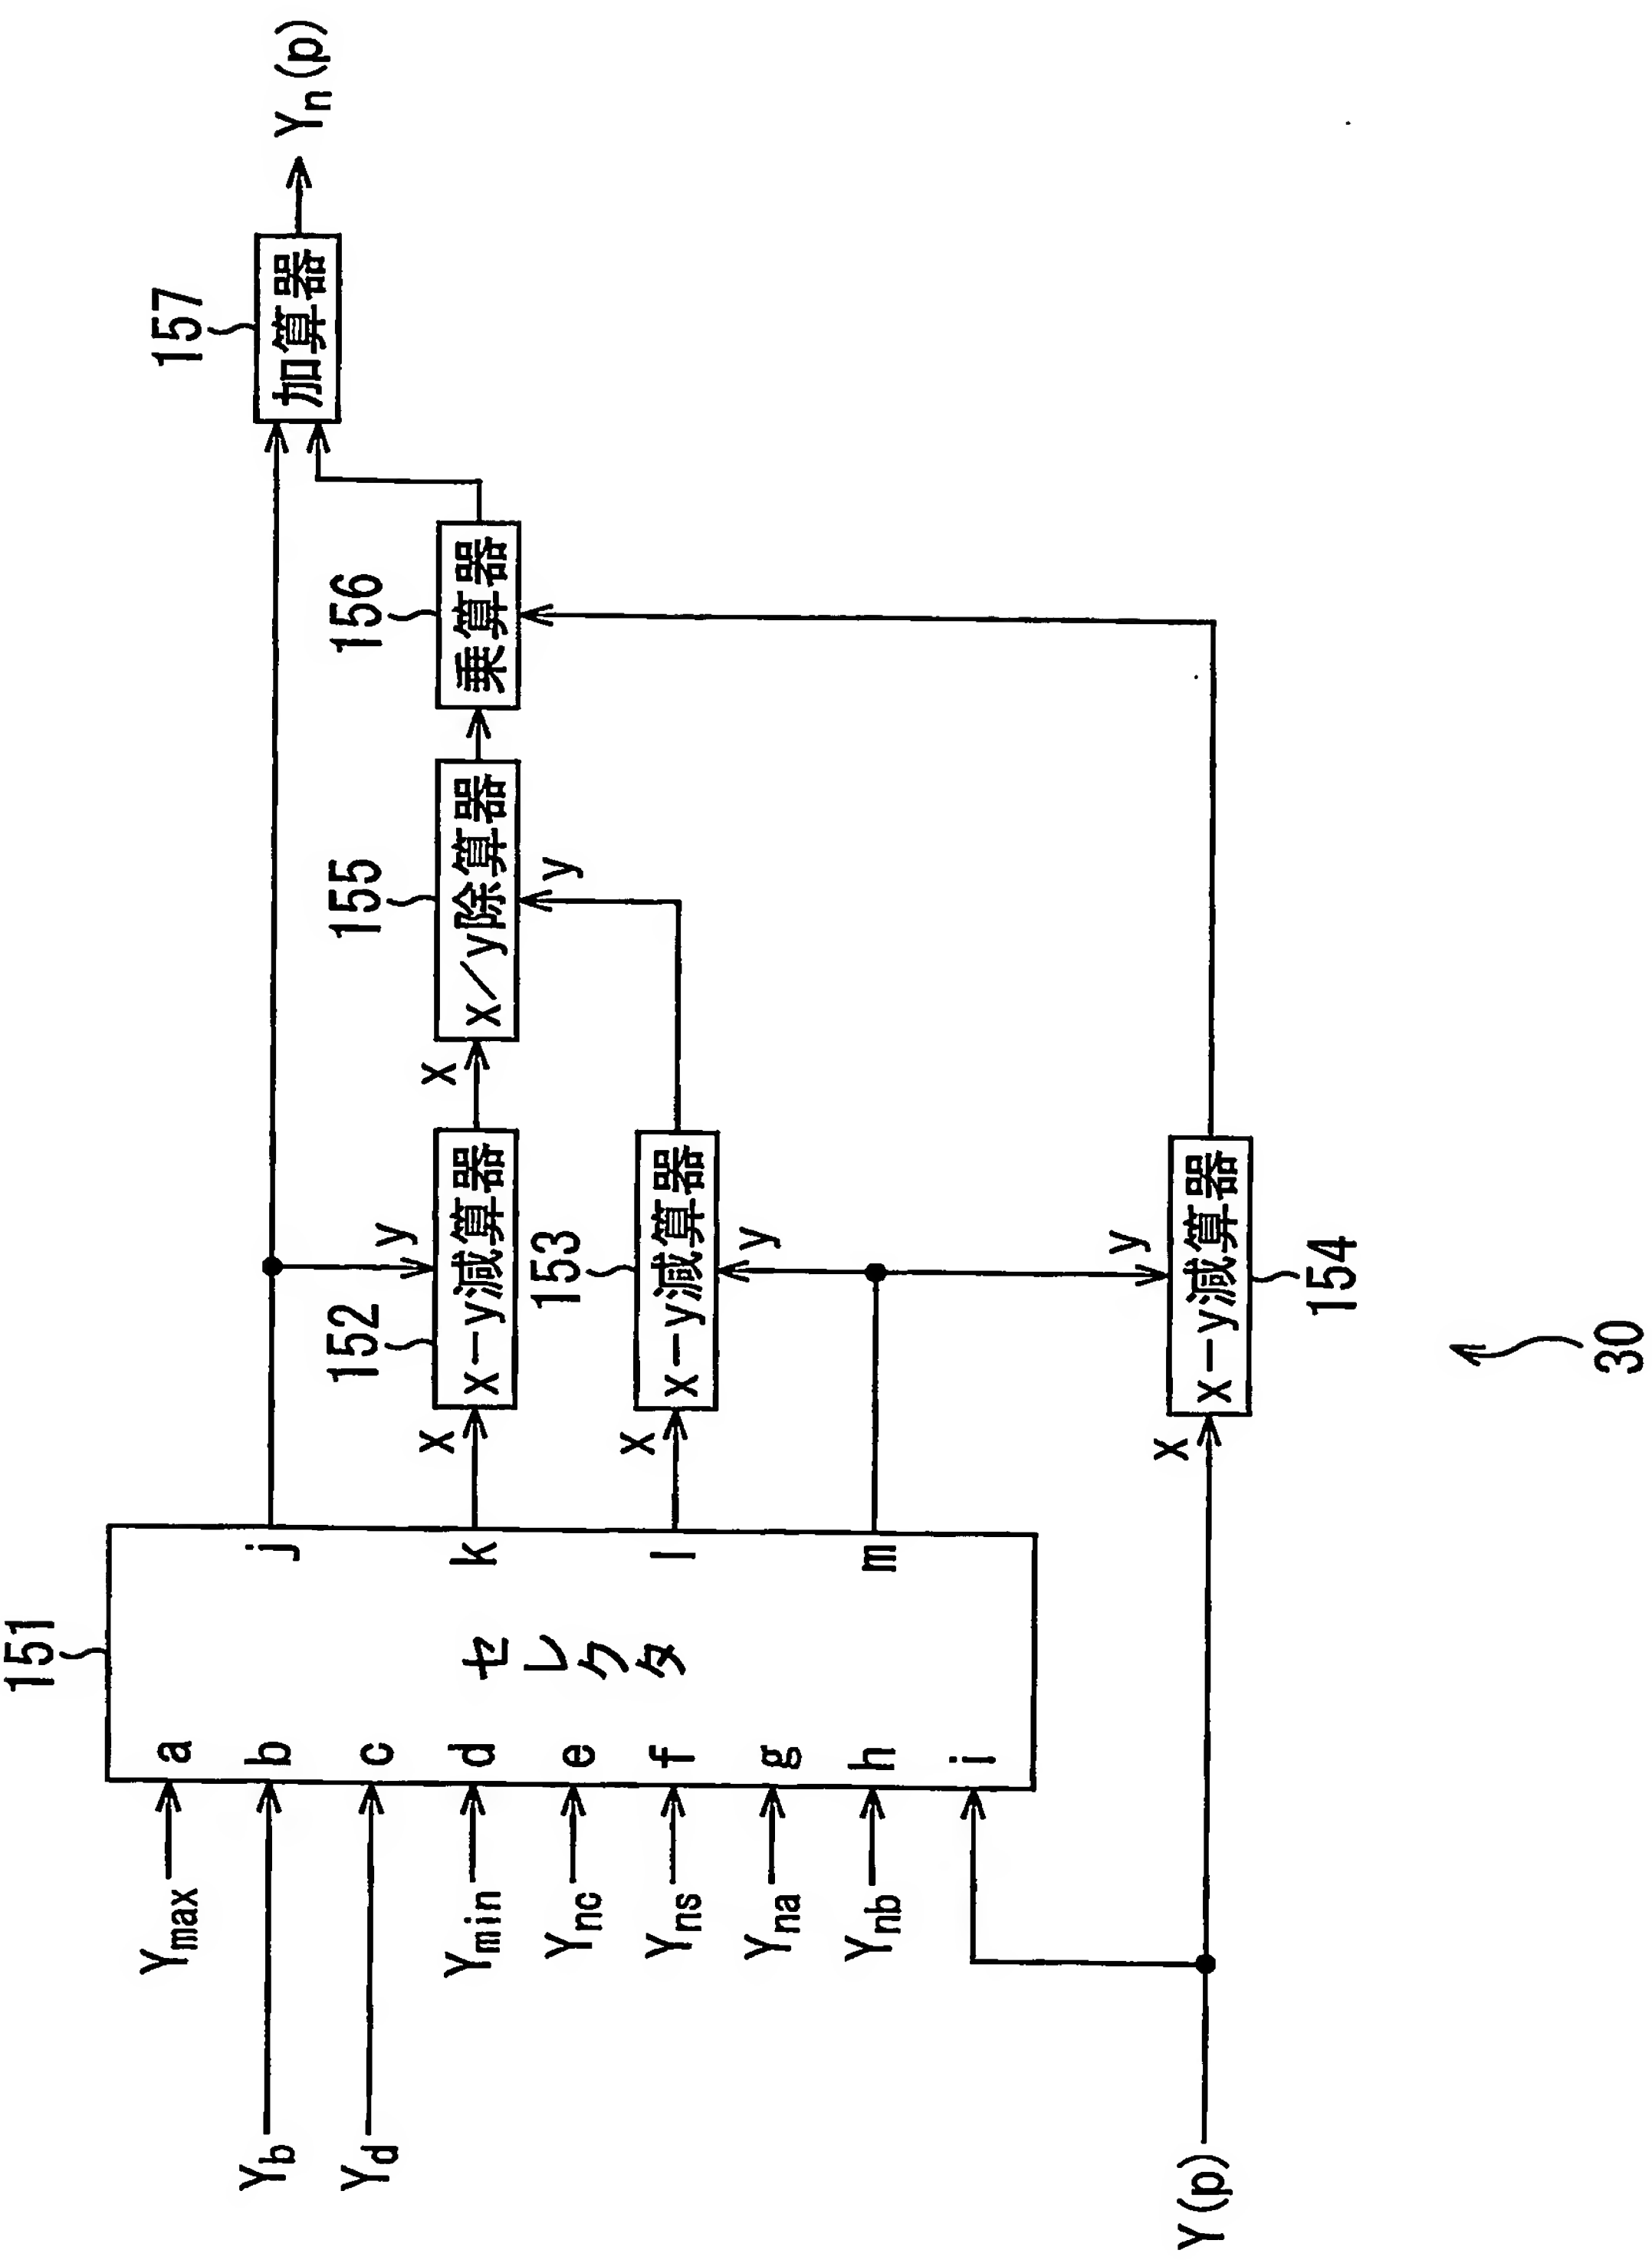 151
Ymax
a
Yb
b
Yd
c
Ymin
d
Ync
e
Yns
f
Yna
g
Ynb
h
i
セレクタ
j
k
l
m
Y(p)
152
x
x−y減算器
y
153
x
x−y減算器
y
x
x−y減算器
y
154
155
x
x/y除算器
y
156
乗算器
157
加算器
Yn(p)
30